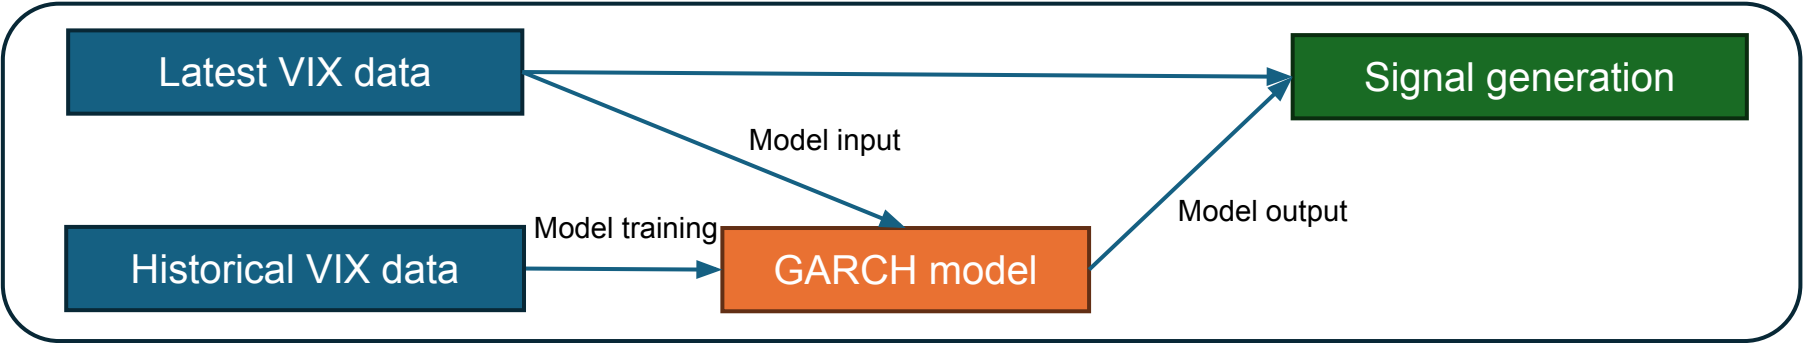 Latest VIX data
Signal generation
Model input
Model output
Model training
Historical VIX data
GARCH model